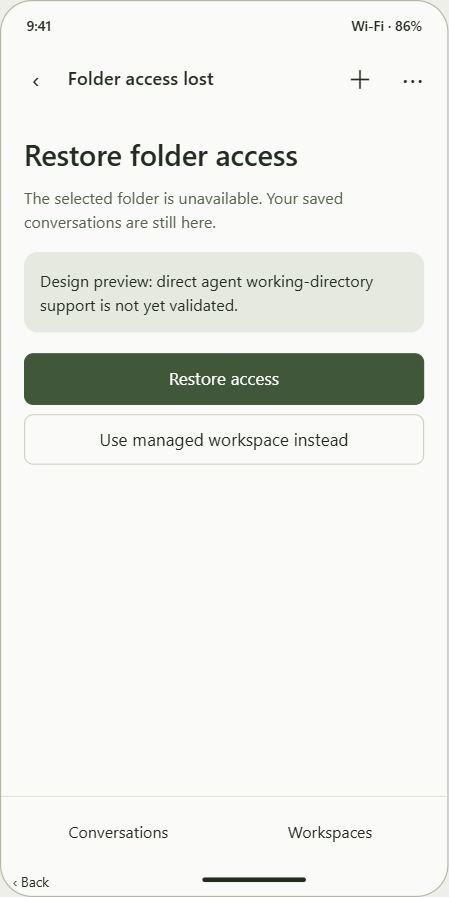 9:41
Wi-Fi · 86%
‹ Folder access lost + ...
Restore folder access
The selected folder is unavailable. Your saved
conversations are still here.
Design preview: direct agent working-directory
support is not yet validated.
Restore access
Use managed workspace instead
Conversations
Workspaces
‹ Back